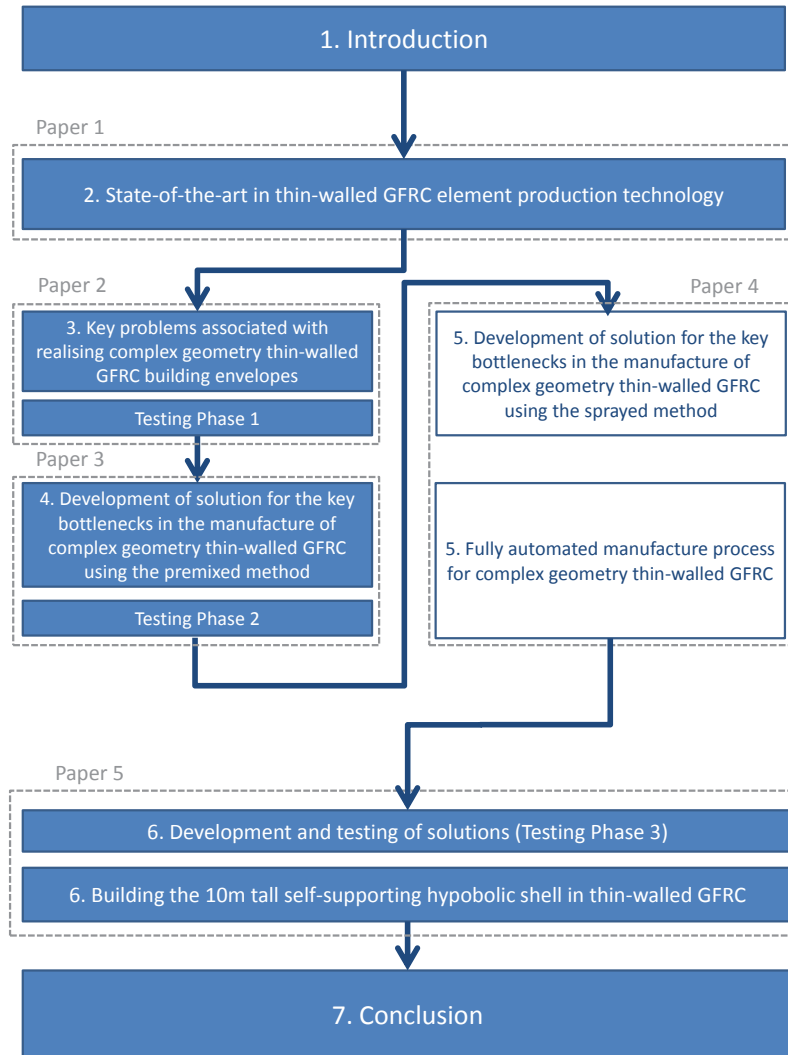 1. Introduction
Paper 1
2. State-of-the-art in thin-walled GFRC element production technology
Paper 2
3. Key problems associated with
realising complex geometry thin-walled
GFRC building envelopes
Testing Phase 1
Paper 3
4. Development of solution for the key
bottlenecks in the manufacture of
complex geometry thin-walled GFRC
using the premixed method
Testing Phase 2
Paper 4
5. Development of solution for the key
bottlenecks in the manufacture of
complex geometry thin-walled GFRC
using the sprayed method
5. Fully automated manufacture process
for complex geometry thin-walled GFRC
Paper 5
6. Development and testing of solutions (Testing Phase 3)
6. Building the 10m tall self-supporting hypobolic shell in thin-walled GFRC
7. Conclusion